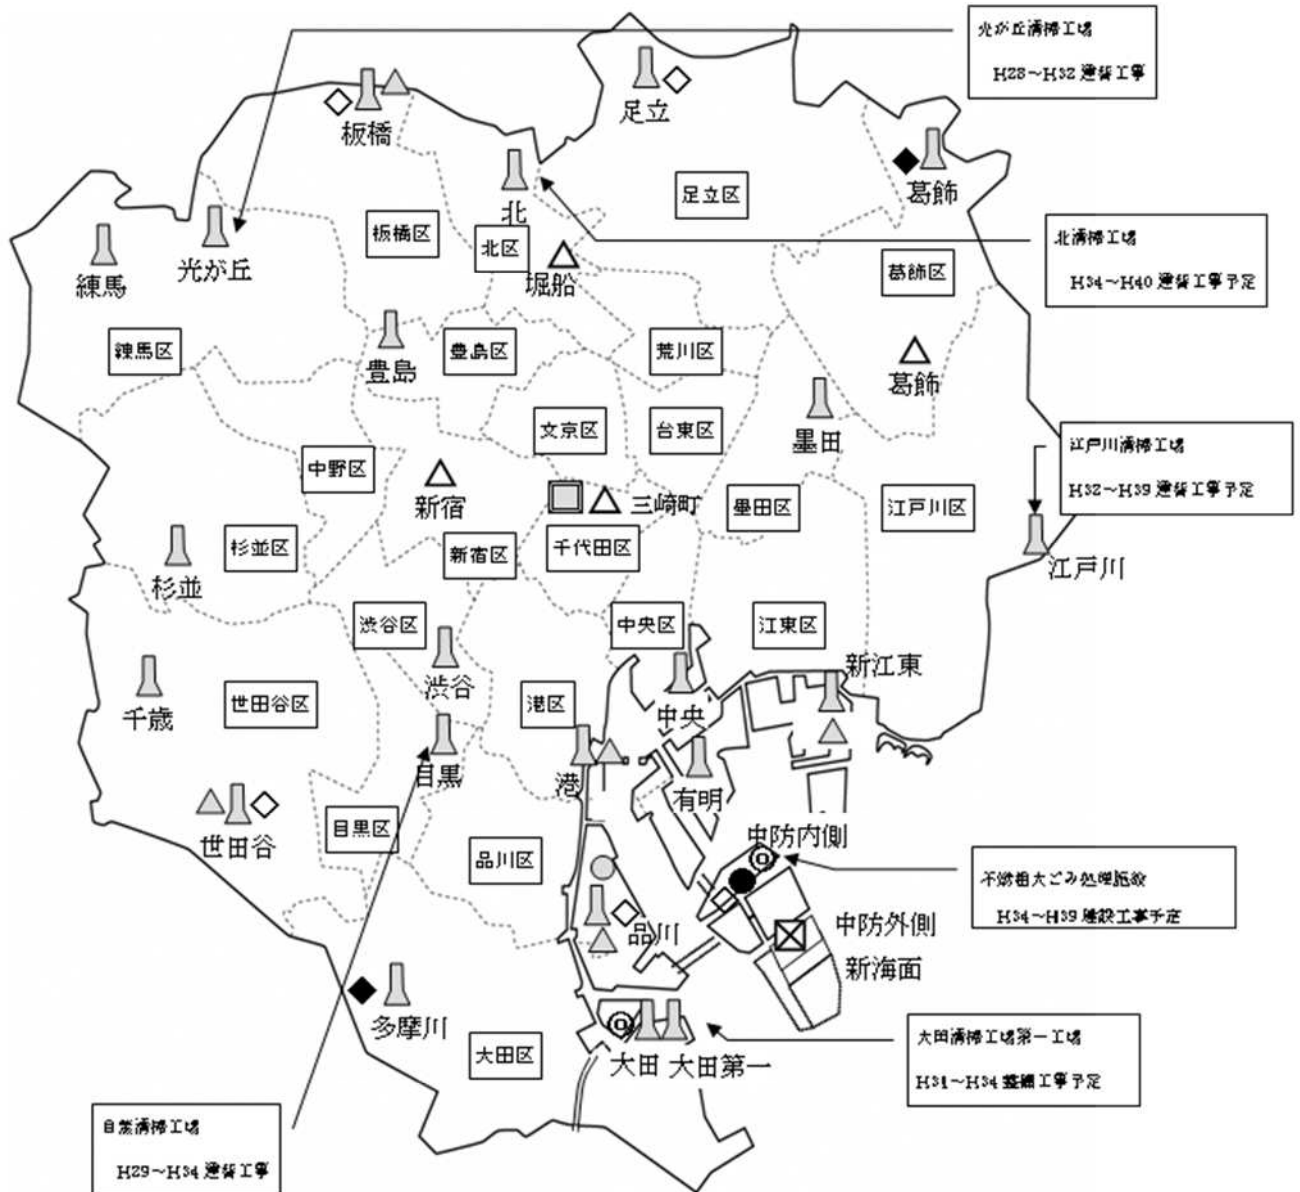 光が丘清掃工場
H28～H32 建替工事
足立
板橋
葛飾
足立区
北
板橋区
北区
北清掃工場
H34～H40 建替工事予定
光が丘
練馬
堀船
葛飾区
練馬区
豊島
豊島区
荒川区
葛飾
文京区
台東区
墨田
江戸川清掃工場
H32～H39 建替工事予定
中野区
新宿
三崎町
墨田区
江戸川区
杉並
杉並区
新宿区
千代田区
江戸川
渋谷区
中央区
江東区
新江東
渋谷
千歳
世田谷区
港区
中央
目黒
港
有明
世田谷
目黒区
中防内側
品川区
不燃粗大ごみ処理施設
H34～H39 建設工事予定
品川
中防外側
新海面
多摩川
大田区
大田 大田第一
大田清掃工場第一工場
H31～H34 整備工事予定
目黒清掃工場
H29～H34 建替工事